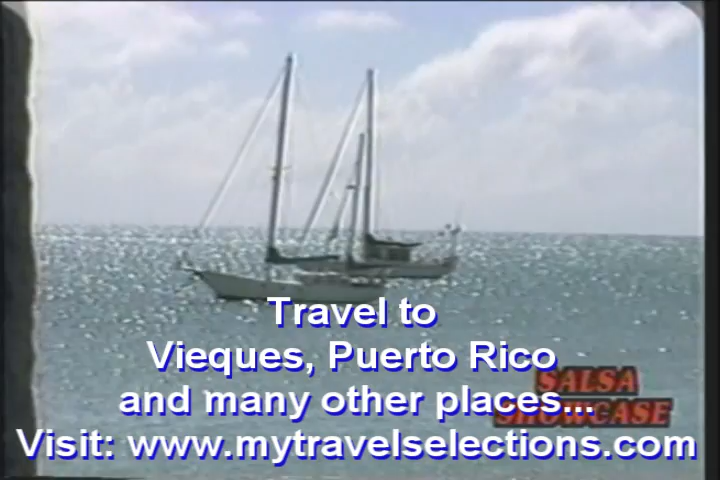 Travel to
Vieques, Puerto Rico
and many other places...
SALSA
SHOWCASE
Visit: www.mytravelselections.com